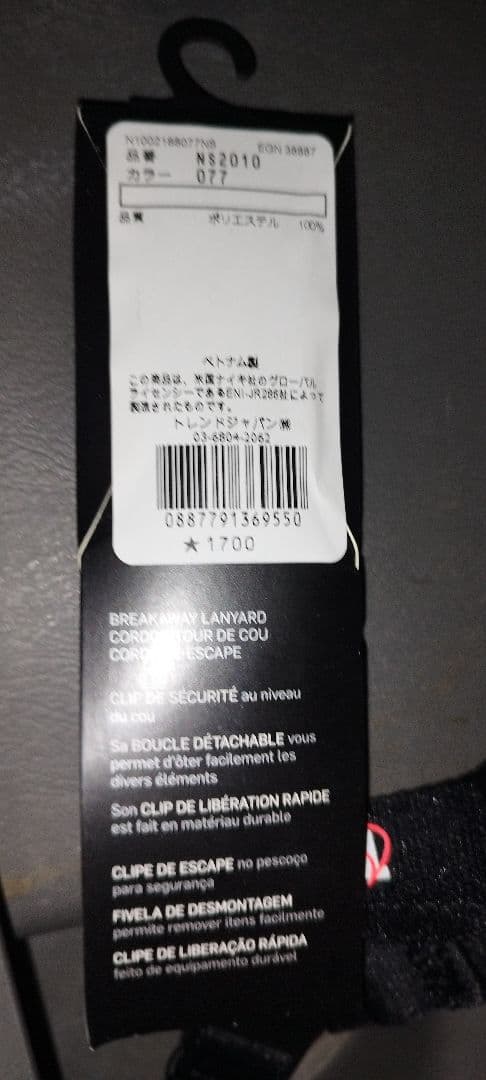 N1002188077NS EGN 38887
品番 NS2010
カラー 077
品質 ポリエステル 100%
ベトナム製
この商品は、米国ナイキ社のグローバル
ライセンシーであるENI-JR286社によって
製造されたものです。
トレンドジャパン㈱
03-6804-2062
0887791369550
★1700
BREAKAWAY LANYARD
CORDON TOUR DE COU
ESCAPE
CLIP DE SÉCURITÉ au niveau
du cou
Sa BOUCLE DÉTACHABLE vous
permet d'ôter facilement les
divers éléments
Son CLIP DE LIBÉRATION RAPIDE
est fait en matériau durable
CLIPE DE ESCAPE no pescoço
para segurança
FIVELA DE DESMONTAGEM
permite remover itens facilmente
CLIPE DE LIBERAÇÃO RÁPIDA
feito de equipamento durável